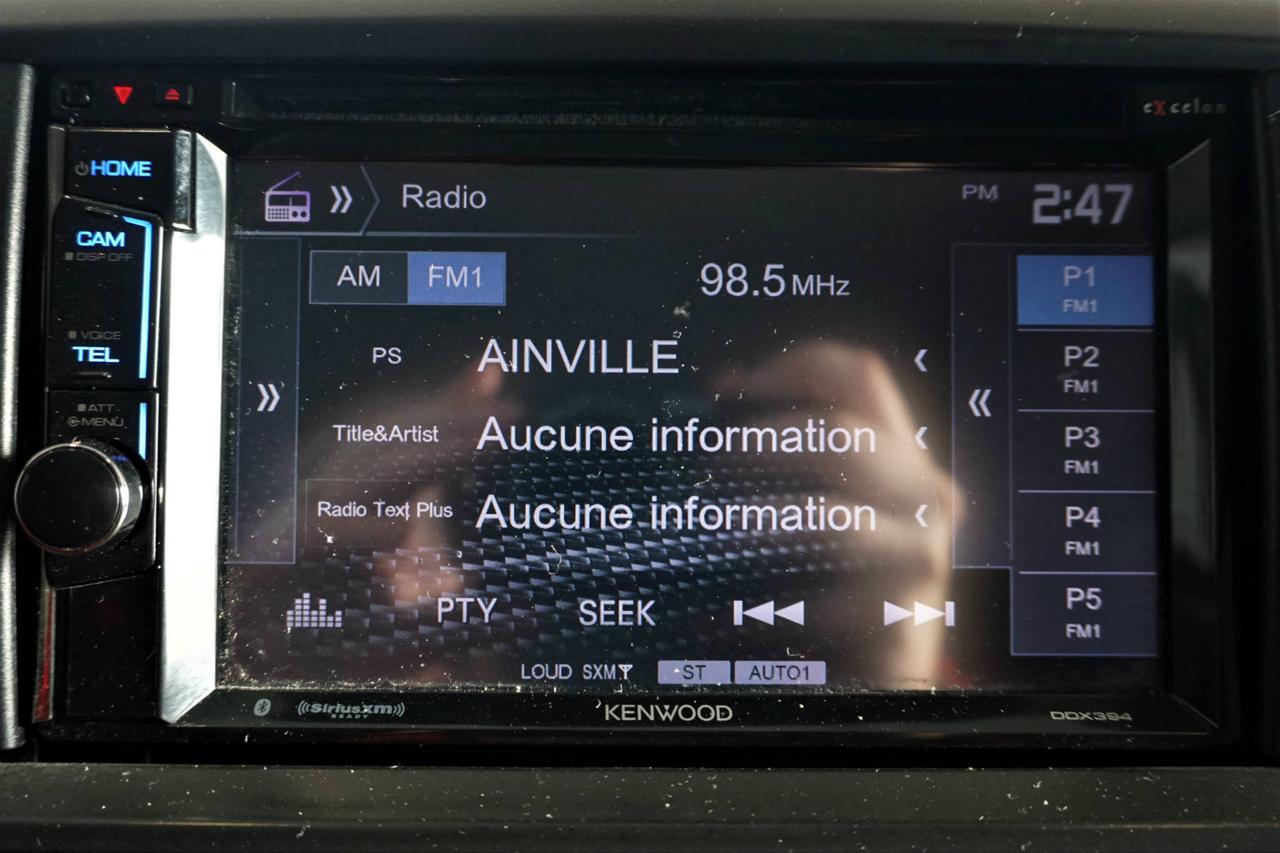 eXcelon
HOME
Radio
PM 2:47
CAM
DISP OFF
AM FM1
98.5 MHz
P1
FM1
VOICE
TEL
PS AINVILLE
P2
FM1
ATT
MENU
Title&Artist Aucune information
P3
FM1
Radio Text Plus Aucune information
P4
FM1
PTY SEEK
P5
FM1
LOUD SXM ST AUTO1
SiriusXM
READY
KENWOOD
DDX394